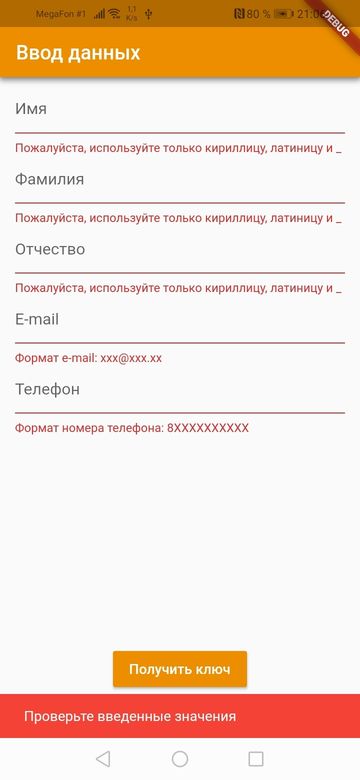 MegaFon #1 1,1 K/s 80 % 21:0
DEBUG
Ввод данных
Имя
Пожалуйста, используйте только кириллицу, латиницу и _
Фамилия
Пожалуйста, используйте только кириллицу, латиницу и _
Отчество
Пожалуйста, используйте только кириллицу, латиницу и _
E-mail
Формат e-mail: xxx@xxx.xx
Телефон
Формат номера телефона: 8XXXXXXXXXX
Получить ключ
Проверьте введенные значения